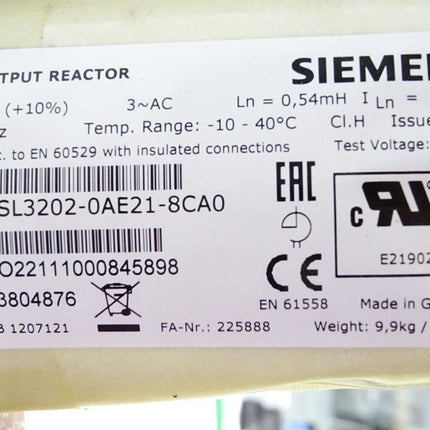 TPUT REACTOR SIEME
(+10%) 3~AC Ln = 0,54mH I Ln =
z Temp. Range: -10 - 40°C Cl.H Issue
. to EN 60529 with insulated connections Test Voltage:
SL3202-0AE21-8CA0 EAC
c RU
O22111000845898 E21902
3804876 CE
EN 61558 Made in G
1207121 FA-Nr.: 225888 Weight: 9,9kg /